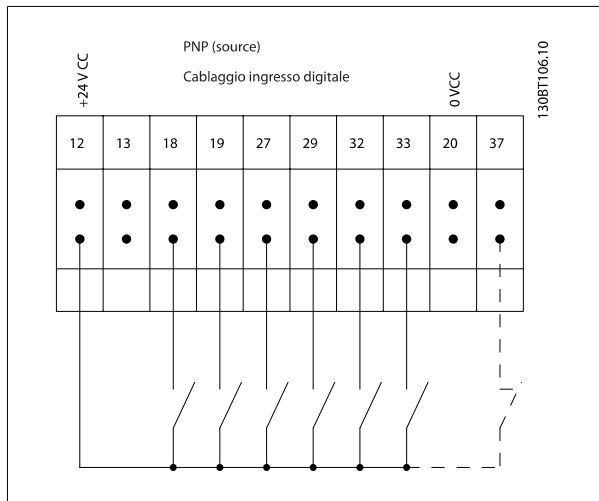 PNP (source)
Cablaggio ingresso digitale
+24 V CC
0 VCC
130BT106.10
12 13 18 19 27 29 32 33 20 37